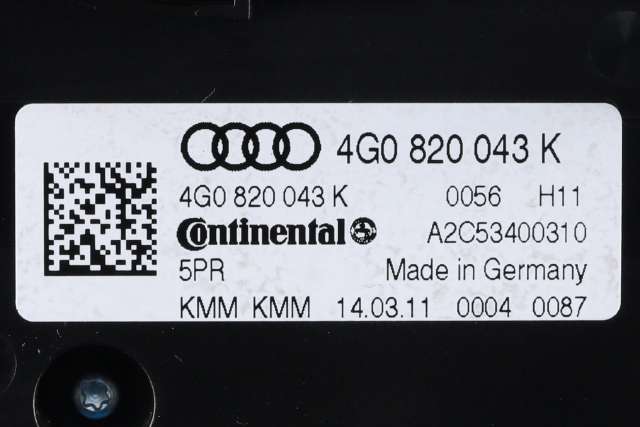 4G0 820 043 K
4G0 820 043 K 0056 H11
Continental A2C53400310
5PR Made in Germany
KMM KMM 14.03.11 0004 0087